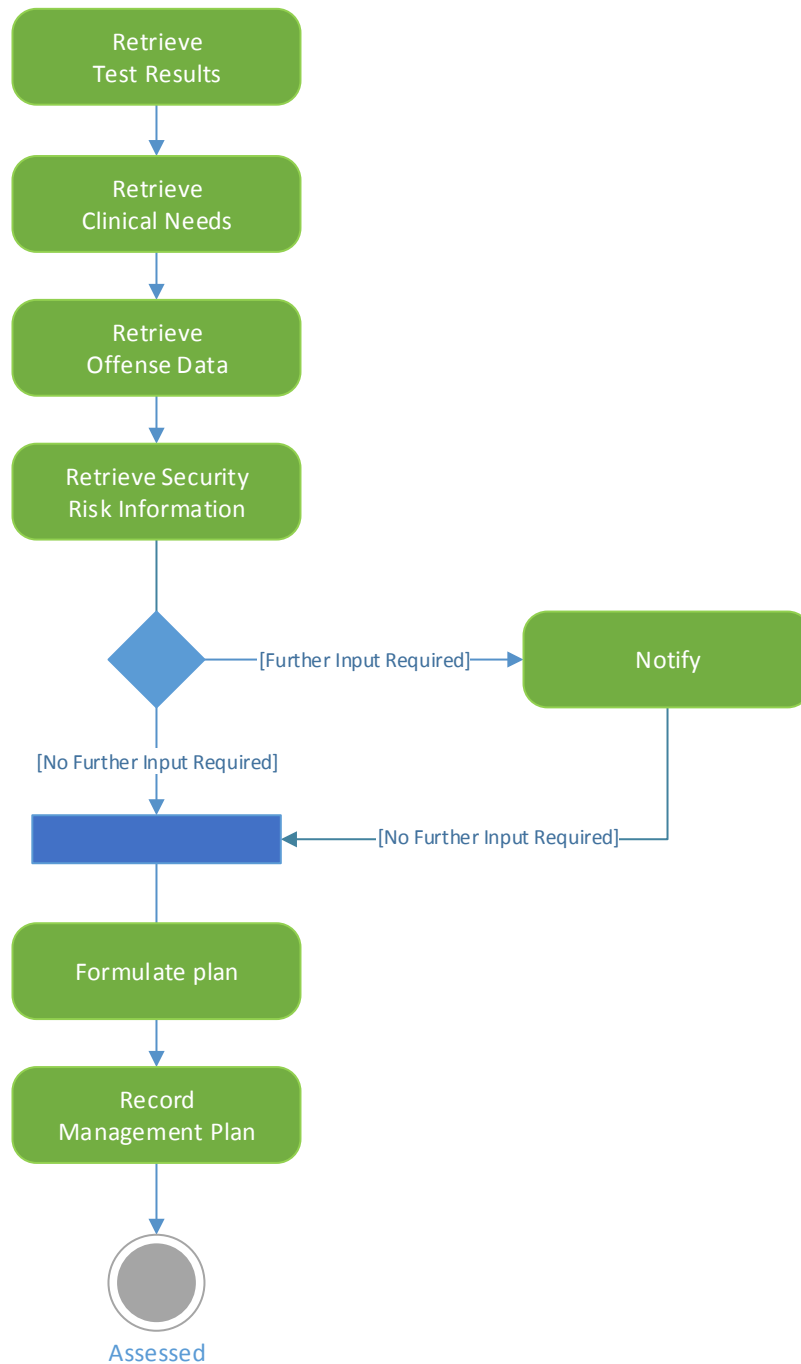 Retrieve
Test Results
Retrieve
Clinical Needs
Retrieve
Offense Data
Retrieve Security
Risk Information
[Further Input Required]
Notify
[No Further Input Required]
[No Further Input Required]
Formulate plan
Record
Management Plan
Assessed